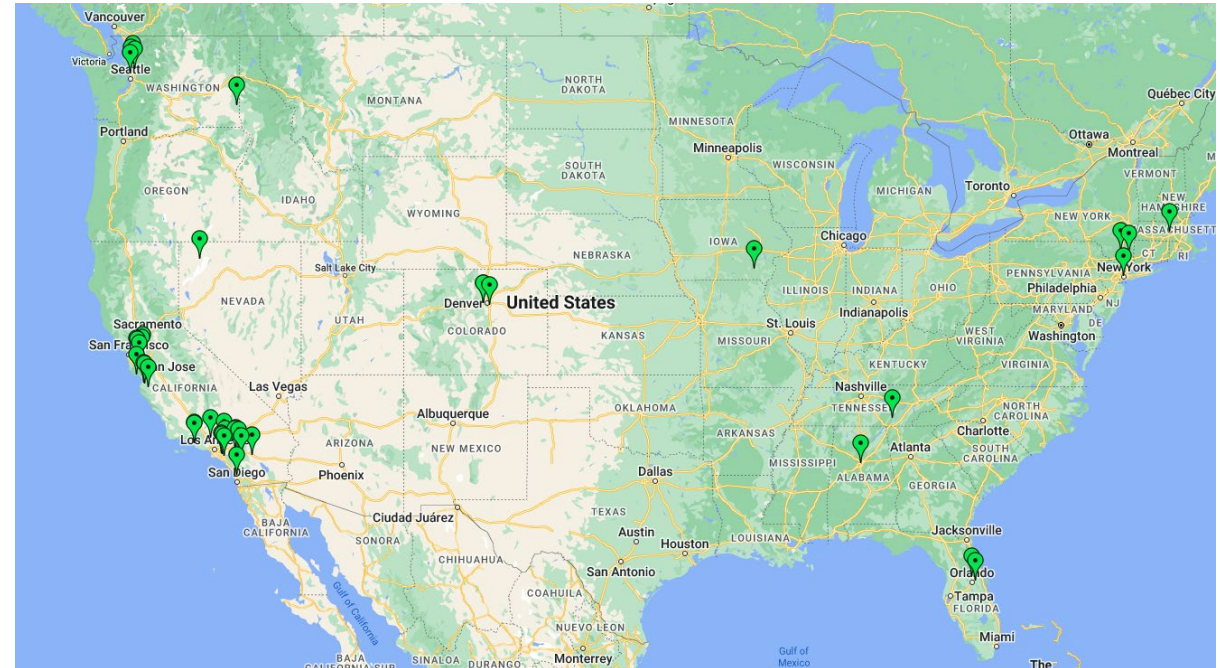 Vancouver
Victoria
Seattle
WASHINGTON
NORTH
DAKOTA
MONTANA
Québec City
Portland
MINNESOTA
Minneapolis
Ottawa
Montreal
SOUTH
DAKOTA
WISCONSIN
VERMONT
OREGON
IDAHO
MICHIGAN
Toronto
NEW
HAMPSHIRE
WYOMING
NEW YORK
MASSACHUSETT
IOWA
Chicago
CT
RI
NEBRASKA
Salt Lake City
PENNSYLVANIA
New York
NEVADA
ILLINOIS
INDIANA
OHIO
Philadelphia
Denver
United States
NJ
Indianapolis
MARYLAND
UTAH
COLORADO
St. Louis
DE
Sacramento
KANSAS
MISSOURI
WEST
VIRGINIA
Washington
San Francisco
San Jose
KENTUCKY
VIRGINIA
CALIFORNIA
Las Vegas
Nashville
TENNESSEE
OKLAHOMA
NORTH
CAROLINA
Albuquerque
Charlotte
Los Angeles
ARIZONA
NEW MEXICO
ARKANSAS
Atlanta
SOUTH
CAROLINA
MISSISSIPPI
San Diego
Phoenix
Dallas
ALABAMA
GEORGIA
TEXAS
Ciudad Juárez
BAJA
CALIFORNIA
SONORA
Austin
Houston
LOUISIANA
Jacksonville
CHIHUAHUA
San Antonio
Orlando
COAHUILA
Tampa
FLORIDA
Gulf of
California
NUEVO LEON
Miami
Gulf of
Mexico
Monterrey
BAJA
CALIFORNIA SUR
SINALOA
DURANGO
The